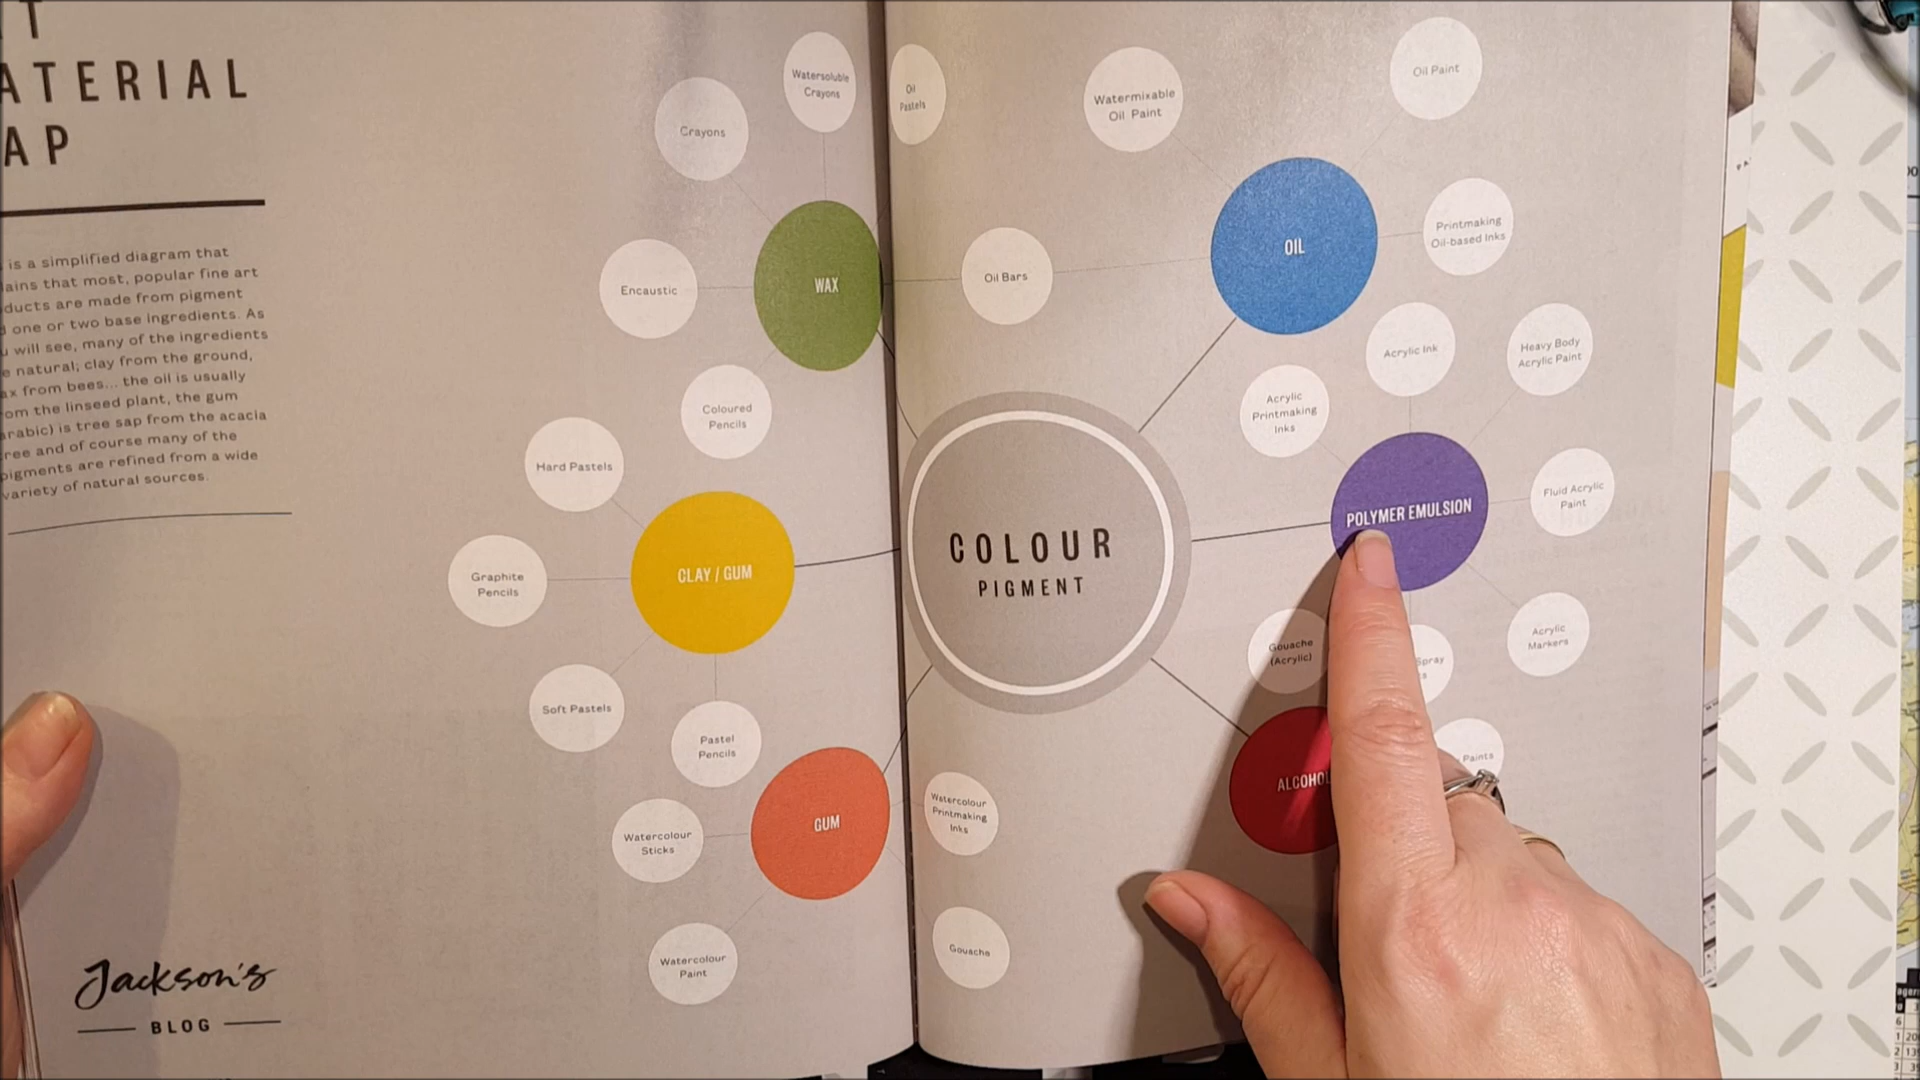 T
ATERIAL
AP
is a simplified diagram that
ains that most, popular fine art
ducts are made from pigment
d one or two base ingredients. As
u will see, many of the ingredients
e natural; clay from the ground,
ax from bees... the oil is usually
om the linseed plant, the gum
arabic) is tree sap from the acacia
ree and of course many of the
pigments are refined from a wide
variety of natural sources.
Jackson's
BLOG
Watersoluble
Crayons
Crayons
WAX
Encaustic
Coloured
Pencils
Hard Pastels
CLAY / GUM
Graphite
Pencils
Soft Pastels
Pastel
Pencils
GUM
Watercolour
Sticks
Watercolour
Paint
Oil
Pastels
Watermixable
Oil Paint
Oil Paint
OIL
Oil Bars
Printmaking
Oil-based Inks
Acrylic Ink
Heavy Body
Acrylic Paint
Acrylic
Printmaking
Inks
POLYMER EMULSION
Fluid Acrylic
Paint
COLOUR
PIGMENT
Acrylic
Markers
Gouache
(Acrylic)
Spray
s
ALCOHOL
Paints
Watercolour
Printmaking
Inks
Gouache